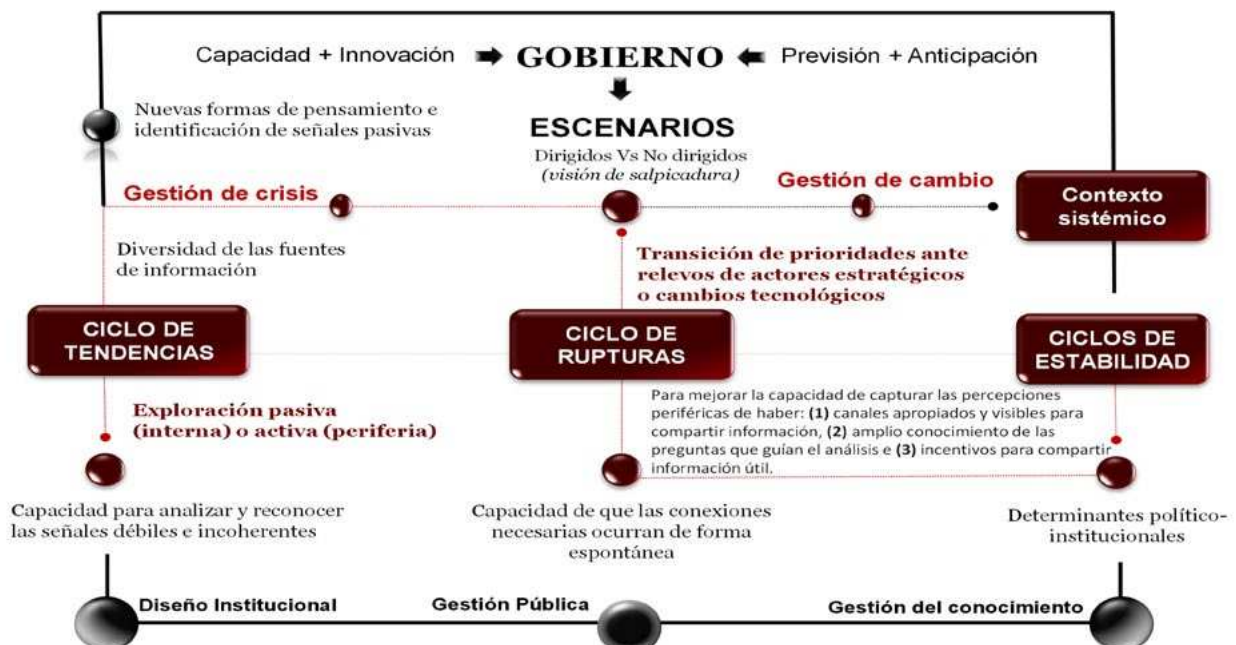 Capacidad + Innovación
GOBIERNO
Previsión + Anticipación
Nuevas formas de pensamiento e
identificación de señales pasivas
ESCENARIOS
Dirigidos Vs No dirigidos
(visión de salpicadura)
Gestión de crisis
Gestión de cambio
Contexto
sistémico
Diversidad de las fuentes
de información
Transición de prioridades ante
relevos de actores estratégicos
o cambios tecnológicos
CICLO DE
TENDENCIAS
CICLO DE
RUPTURAS
CICLOS DE
ESTABILIDAD
Exploración pasiva
(interna) o activa (periferia)
Para mejorar la capacidad de capturar las percepciones
periféricas de haber: (1) canales apropiados y visibles para
compartir información, (2) amplio conocimiento de las
preguntas que guían el análisis e (3) incentivos para compartir
información útil.
Capacidad para analizar y reconocer
las señales débiles e incoherentes
Capacidad de que las conexiones
necesarias ocurran de forma
espontánea
Determinantes político-
institucionales
Diseño Institucional
Gestión Pública
Gestión del conocimiento